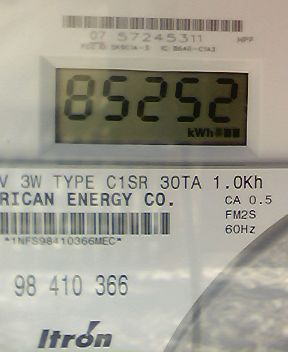 07 57245311
85252
kWh
V 3W TYPE C1SR 30TA 1.0Kh
RICAN ENERGY CO.
CA 0.5
FM2S
60Hz
*1NFS98410366MEC*
98 410 366
Itron